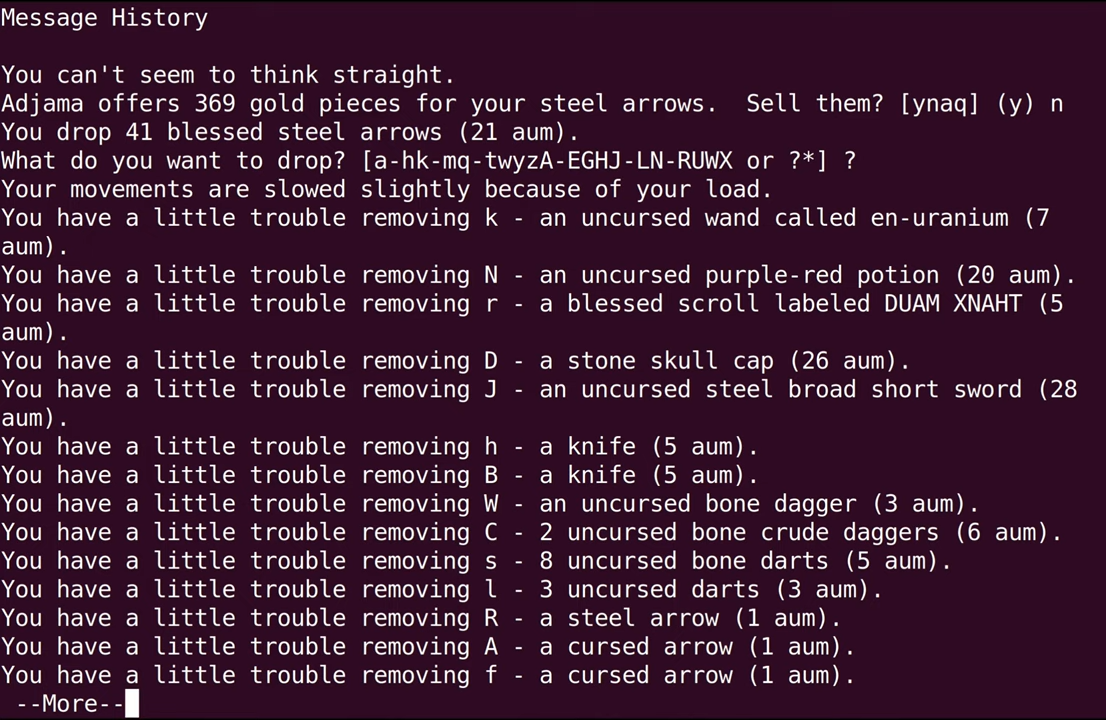 Message History
You can't seem to think straight.
Adjama offers 369 gold pieces for your steel arrows.  Sell them? [ynaq] (y) n
You drop 41 blessed steel arrows (21 aum).
What do you want to drop? [a-hk-mq-twyzA-EGHJ-LN-RUWX or ?*] ?
Your movements are slowed slightly because of your load.
You have a little trouble removing k - an uncursed wand called en-uranium (7
aum).
You have a little trouble removing N - an uncursed purple-red potion (20 aum).
You have a little trouble removing r - a blessed scroll labeled DUAM XNAHT (5
aum).
You have a little trouble removing D - a stone skull cap (26 aum).
You have a little trouble removing J - an uncursed steel broad short sword (28
aum).
You have a little trouble removing h - a knife (5 aum).
You have a little trouble removing B - a knife (5 aum).
You have a little trouble removing W - an uncursed bone dagger (3 aum).
You have a little trouble removing C - 2 uncursed bone crude daggers (6 aum).
You have a little trouble removing s - 8 uncursed bone darts (5 aum).
You have a little trouble removing l - 3 uncursed darts (3 aum).
You have a little trouble removing R - a steel arrow (1 aum).
You have a little trouble removing A - a cursed arrow (1 aum).
You have a little trouble removing f - a cursed arrow (1 aum).
--More--